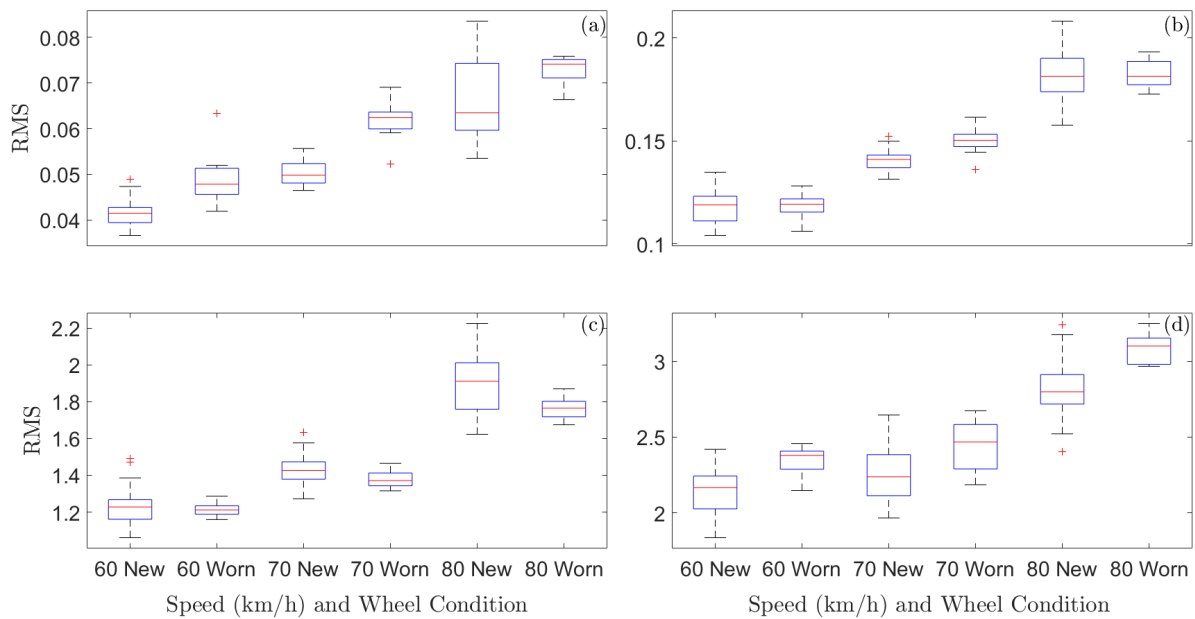 (a)
0.08
0.07
0.06
0.05
0.04
RMS
(b)
0.2
0.15
0.1
(c)
2.2
2
1.8
1.6
1.4
1.2
RMS
60 New 60 Worn 70 New 70 Worn 80 New 80 Worn
Speed (km/h) and Wheel Condition
(d)
3
2.5
2
60 New 60 Worn 70 New 70 Worn 80 New 80 Worn
Speed (km/h) and Wheel Condition